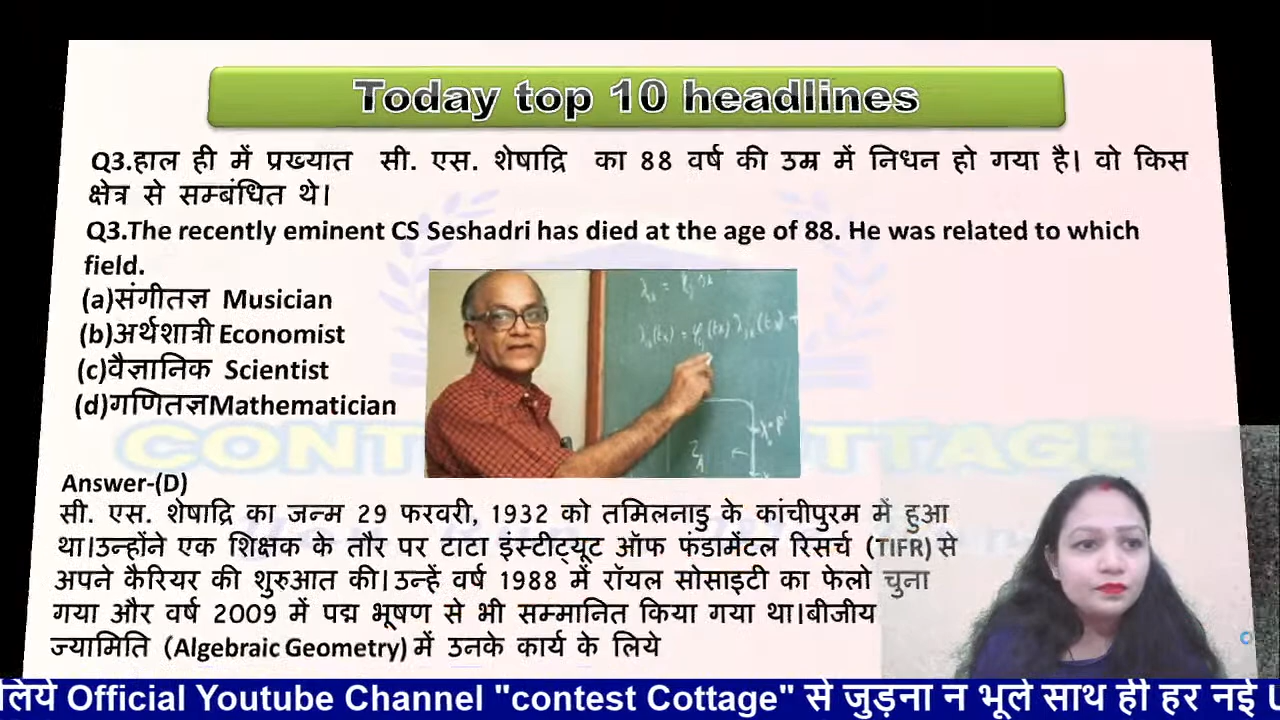 Today top 10 headlines
Q3.हाल ही में प्रख्यात सी. एस. शेषाद्रि का 88 वर्ष की उम्र में निधन हो गया है। वो किस
क्षेत्र से सम्बंधित थे।
Q3.The recently eminent CS Seshadri has died at the age of 88. He was related to which
field.
(a)संगीतज्ञ Musician
(b)अर्थशात्री Economist
(c)वैज्ञानिक Scientist
(d)गणितज्ञMathematician
CONT TTAGE
Answer-(D)
सी. एस. शेषाद्रि का जन्म 29 फरवरी, 1932 को तमिलनाडु के कांचीपुरम में हुआ
था।उन्होंने एक शिक्षक के तौर पर टाटा इंस्टीट्यूट ऑफ फंडामेंटल रिसर्च (TIFR) से
अपने कैरियर की शुरुआत की। उन्हें वर्ष 1988 में रॉयल सोसाइटी का फेलो चुना
गया और वर्ष 2009 में पद्म भूषण से भी सम्मानित किया गया था।बीजीय
ज्यामिति (Algebraic Geometry) में उनके कार्य के लिये
लिये Official Youtube Channel "contest Cottage" से जुड़ना न भूले साथ ही हर नई